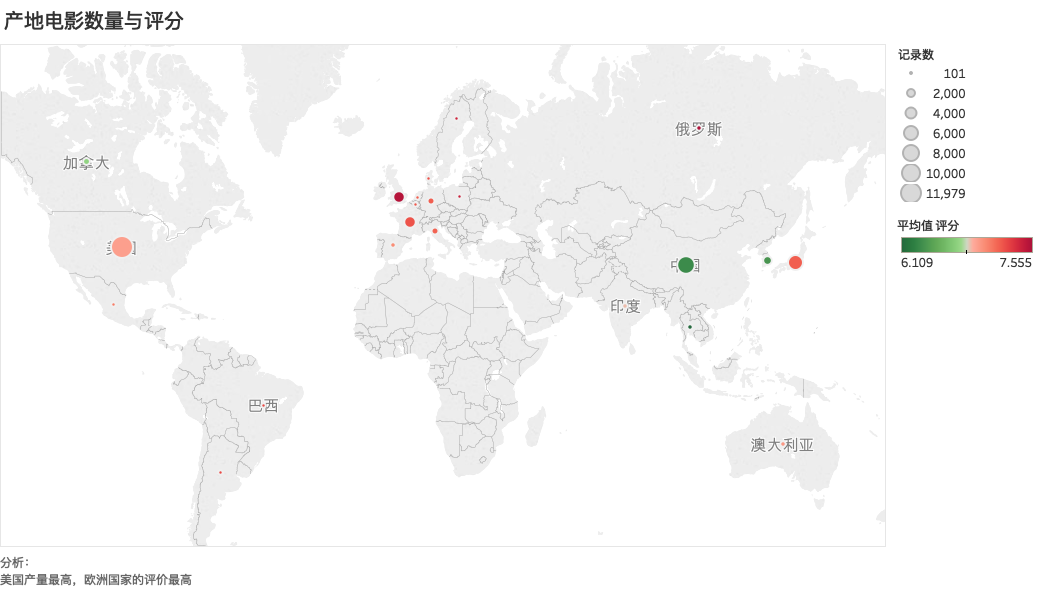 产地电影数量与评分
记录数
101
2,000
4,000
6,000
8,000
10,000
11,979
平均值 评分
6.109 7.555
俄罗斯
加拿大
中国
印度
巴西
澳大利亚
分析：
美国产量最高，欧洲国家的评价最高